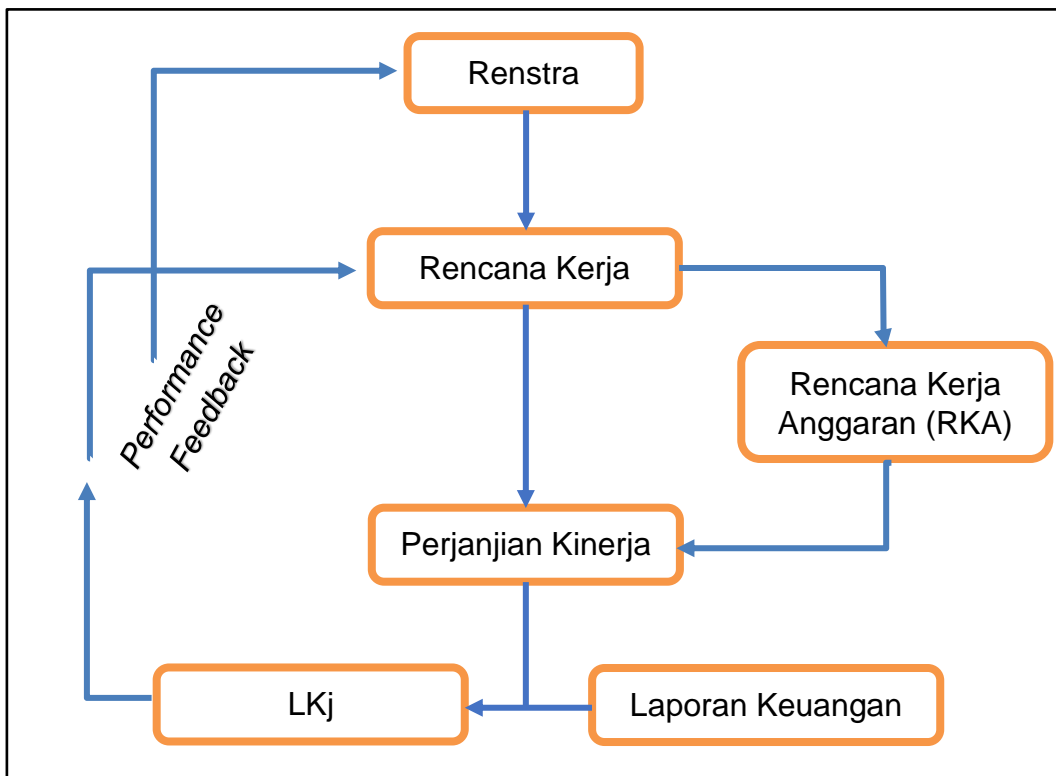 Renstra
Rencana Kerja
Performance
Feedback
Rencana Kerja
Anggaran (RKA)
Perjanjian Kinerja
LKj
Laporan Keuangan